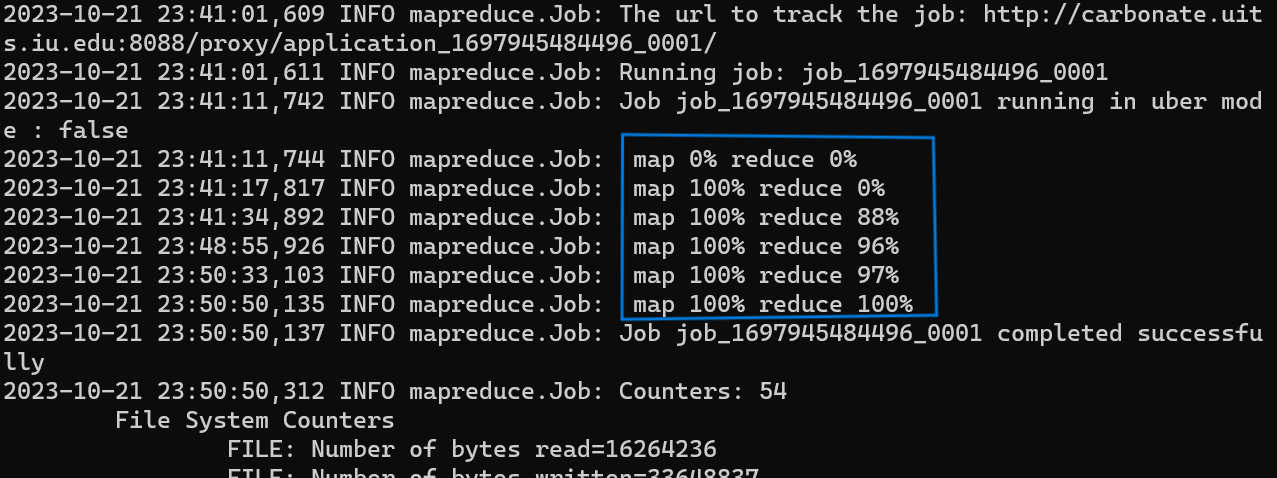 2023-10-21 23:41:01,609 INFO mapreduce.Job: The url to track the job: http://carbonate.uit
s.iu.edu:8088/proxy/application_1697945484496_0001/
2023-10-21 23:41:01,611 INFO mapreduce.Job: Running job: job_1697945484496_0001
2023-10-21 23:41:11,742 INFO mapreduce.Job: Job job_1697945484496_0001 running in uber mod
e : false
2023-10-21 23:41:11,744 INFO mapreduce.Job:  map 0% reduce 0%
2023-10-21 23:41:17,817 INFO mapreduce.Job:  map 100% reduce 0%
2023-10-21 23:41:34,892 INFO mapreduce.Job:  map 100% reduce 88%
2023-10-21 23:48:55,926 INFO mapreduce.Job:  map 100% reduce 96%
2023-10-21 23:50:33,103 INFO mapreduce.Job:  map 100% reduce 97%
2023-10-21 23:50:50,135 INFO mapreduce.Job:  map 100% reduce 100%
2023-10-21 23:50:50,137 INFO mapreduce.Job: Job job_1697945484496_0001 completed successfu
lly
2023-10-21 23:50:50,312 INFO mapreduce.Job: Counters: 54
        File System Counters
                FILE: Number of bytes read=16264236
                FILE: Number of bytes written=33648837